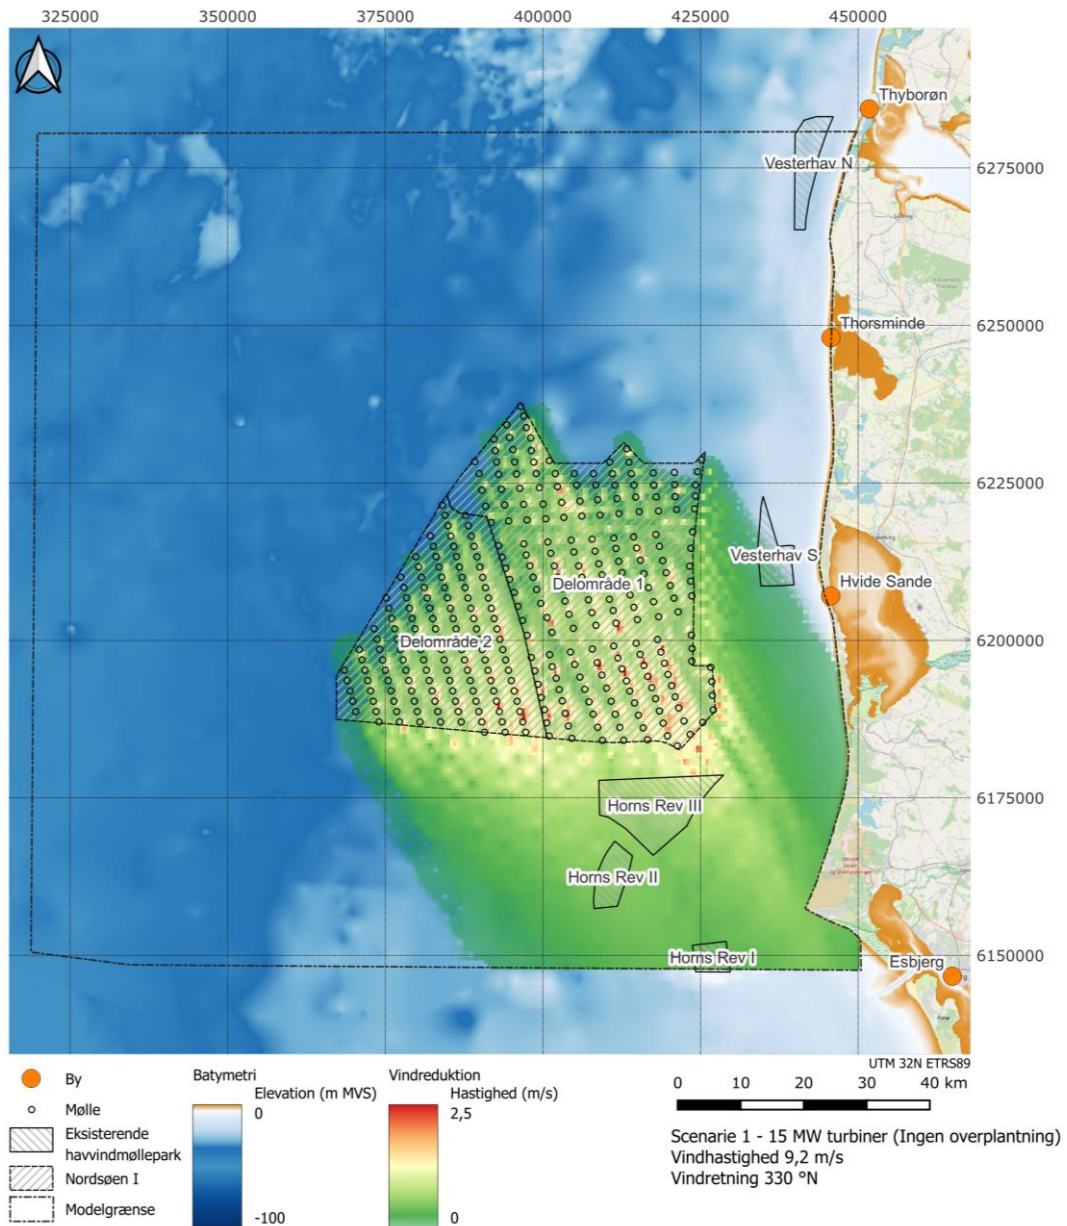 325000 350000 375000 400000 425000 450000
Thyborøn
Vesterhav N
6275000
Thorsminde
6250000
6225000
Vesterhav S
Delområde 1
Hvide Sande
Delområde 2
6200000
Horns Rev III
6175000
Horns Rev II
Horns Rev I
Esbjerg
6150000
UTM 32N ETRS89
By
Mølle
Eksisterende
havvindmøllepark
Nordsøen I
Modelgrænse
Batymetri
Elevation (m MVS)
0
-100
Vindreduktion
Hastighed (m/s)
2,5
0
0 10 20 30 40 km
Scenarie 1 - 15 MW turbiner (Ingen overplantning)
Vindhastighed 9,2 m/s
Vindretning 330 °N